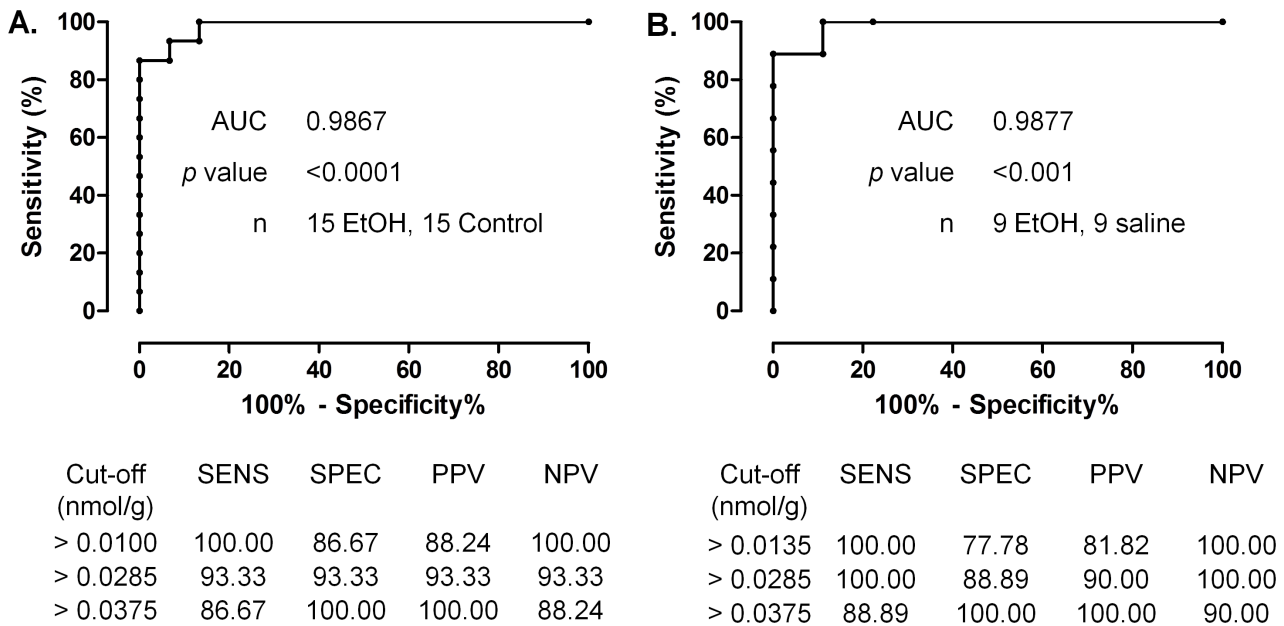 A.
Sensitivity (%)
100
80
60
40
20
0
AUC 0.9867
p value <0.0001
n 15 EtOH, 15 Control
0 20 40 60 80 100
100% - Specificity%
Cut-off SENS SPEC PPV NPV
(nmol/g)
> 0.0100 100.00 86.67 88.24 100.00
> 0.0285 93.33 93.33 93.33 93.33
> 0.0375 86.67 100.00 100.00 88.24
B.
Sensitivity (%)
100
80
60
40
20
0
AUC 0.9877
p value <0.001
n 9 EtOH, 9 saline
0 20 40 60 80 100
100% - Specificity%
Cut-off SENS SPEC PPV NPV
(nmol/g)
> 0.0135 100.00 77.78 81.82 100.00
> 0.0285 100.00 88.89 90.00 100.00
> 0.0375 88.89 100.00 100.00 90.00